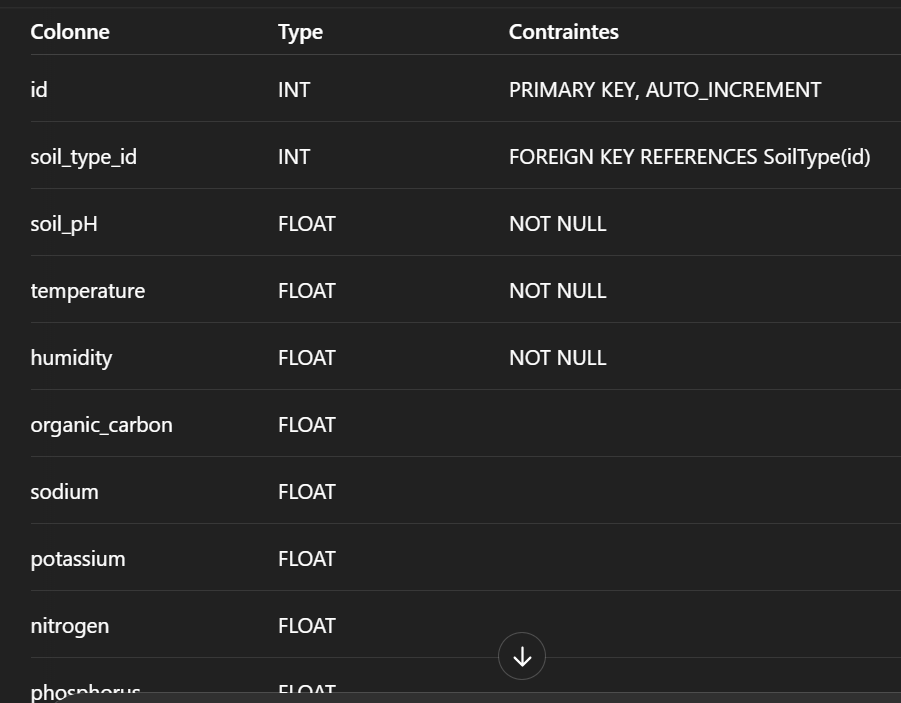 Colonne Type Contraintes
id INT PRIMARY KEY, AUTO_INCREMENT
soil_type_id INT FOREIGN KEY REFERENCES SoilType(id)
soil_pH FLOAT NOT NULL
temperature FLOAT NOT NULL
humidity FLOAT NOT NULL
organic_carbon FLOAT
sodium FLOAT
potassium FLOAT
nitrogen FLOAT
phosphorus FLOAT